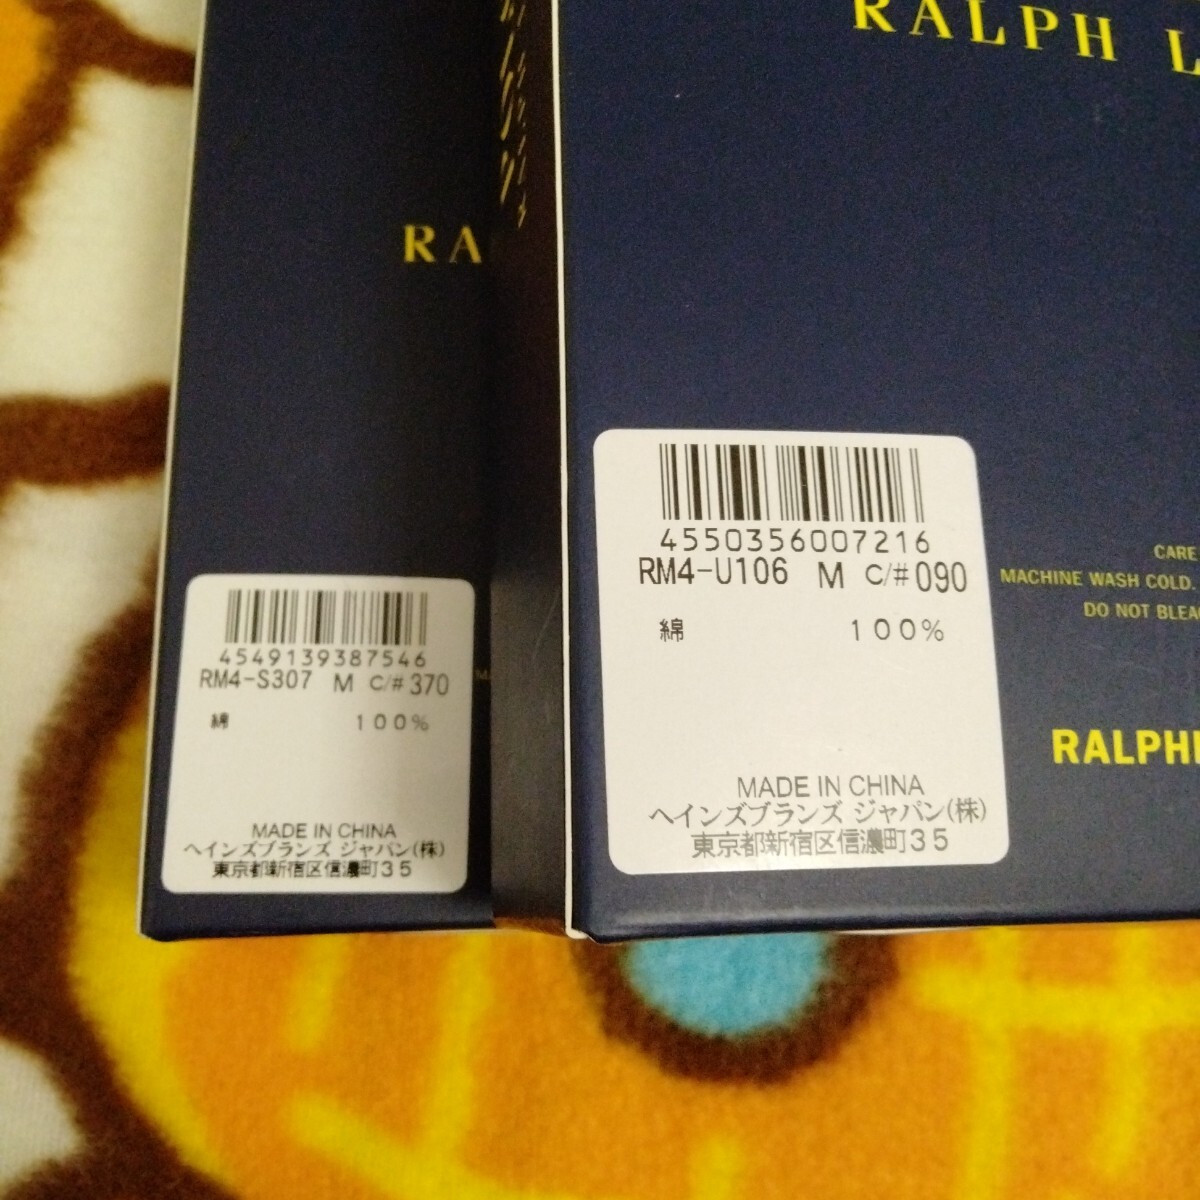 RALPH L
RA
4550356007216
RM4-U106 M C/# 090
綿 100%
MADE IN CHINA
ヘインズブランズ ジャパン(株)
東京都新宿区信濃町35
CARE
MACHINE WASH COLD.
DO NOT BLEA
RALPHL
4549139387546
RM4-S307 M C/# 370
綿 100%
MADE IN CHINA
ヘインズブランズ ジャパン(株)
東京都新宿区信濃町35